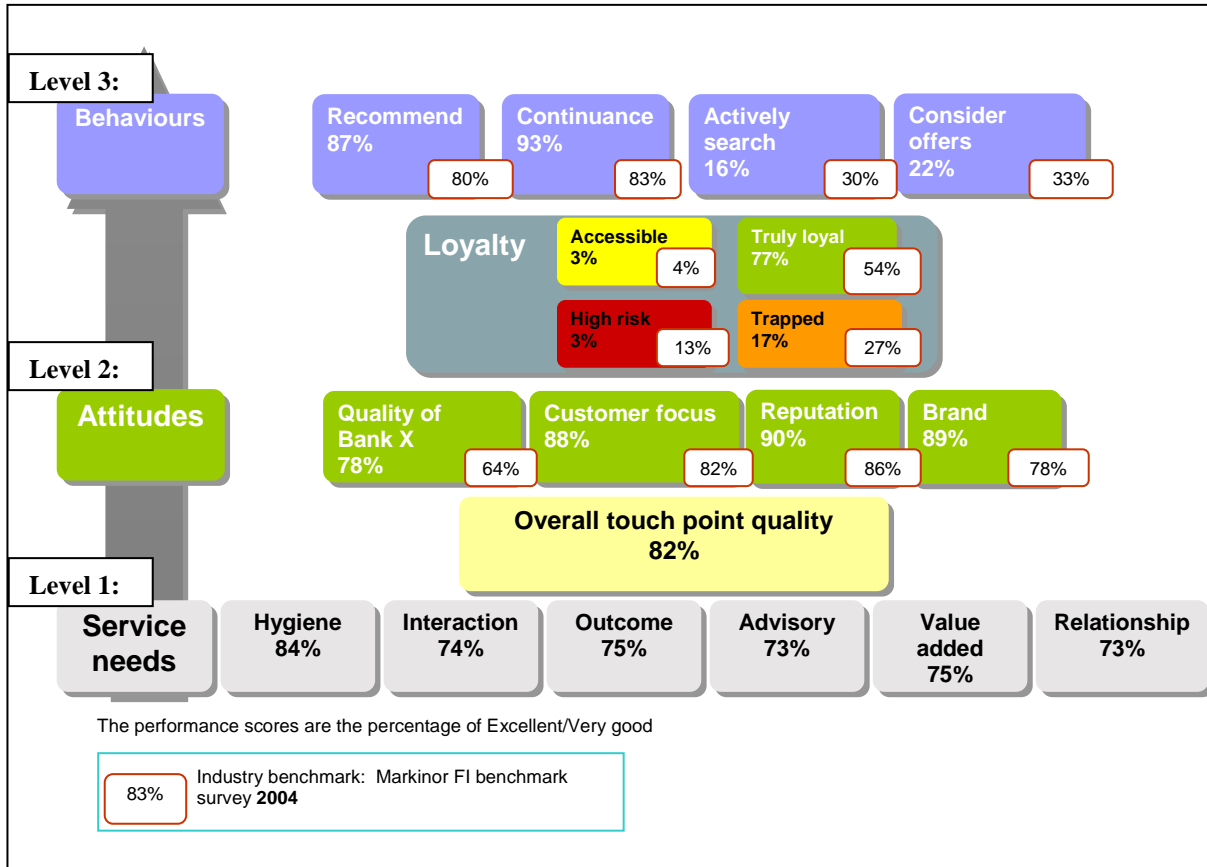 Level 3:
Behaviours
Recommend
87%
80%
Continuance
93%
83%
Actively
search
16%
30%
Consider
offers
22%
33%
Loyalty
Accessible
3%
4%
Truly loyal
77%
54%
High risk
3%
13%
Trapped
17%
27%
Level 2:
Attitudes
Quality of
Bank X
78%
64%
Customer focus
88%
82%
Reputation
90%
86%
Brand
89%
78%
Overall touch point quality
82%
Level 1:
Service
needs
Hygiene
84%
Interaction
74%
Outcome
75%
Advisory
73%
Value
added
75%
Relationship
73%
The performance scores are the percentage of Excellent/Very good
83%
Industry benchmark: Markinor FI benchmark
survey 2004